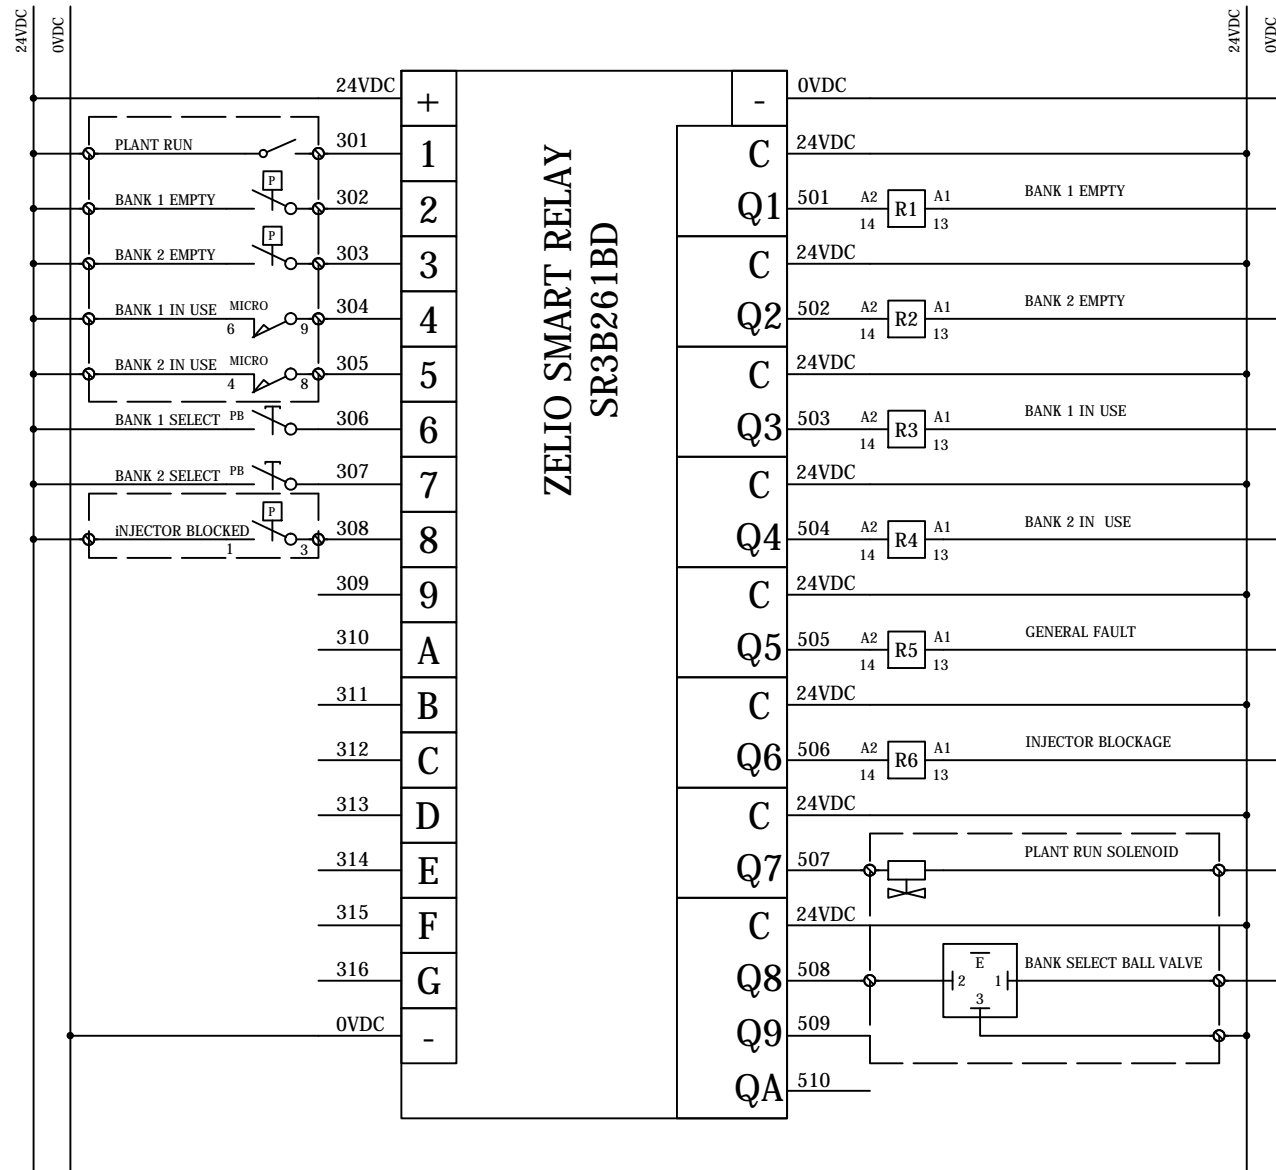 24VDC
0VDC
24VDC
0VDC
24VDC
+
-
0VDC
PLANT RUN
301
1
C
24VDC
BANK 1 EMPTY
P
302
2
Q1
501
A2
14
R1
A1
13
BANK 1 EMPTY
BANK 2 EMPTY
P
303
3
C
24VDC
BANK 1 IN USE
MICRO
6
9
304
4
Q2
502
A2
14
R2
A1
13
BANK 2 EMPTY
BANK 2 IN USE
MICRO
4
8
305
5
C
24VDC
BANK 1 SELECT
PB
306
6
Q3
503
A2
14
R3
A1
13
BANK 1 IN USE
BANK 2 SELECT
PB
307
7
C
24VDC
iNJECTOR BLOCKED
P
1
3
308
8
Q4
504
A2
14
R4
A1
13
BANK 2 IN USE
309
9
C
24VDC
310
A
Q5
505
A2
14
R5
A1
13
GENERAL FAULT
311
B
C
24VDC
312
C
Q6
506
A2
14
R6
A1
13
INJECTOR BLOCKAGE
313
D
C
24VDC
314
E
Q7
507
PLANT RUN SOLENOID
315
F
C
24VDC
316
G
Q8
508
E
2
1
3
BANK SELECT BALL VALVE
0VDC
-
Q9
509
QA
510
ZELIO SMART RELAY
SR3B261BD